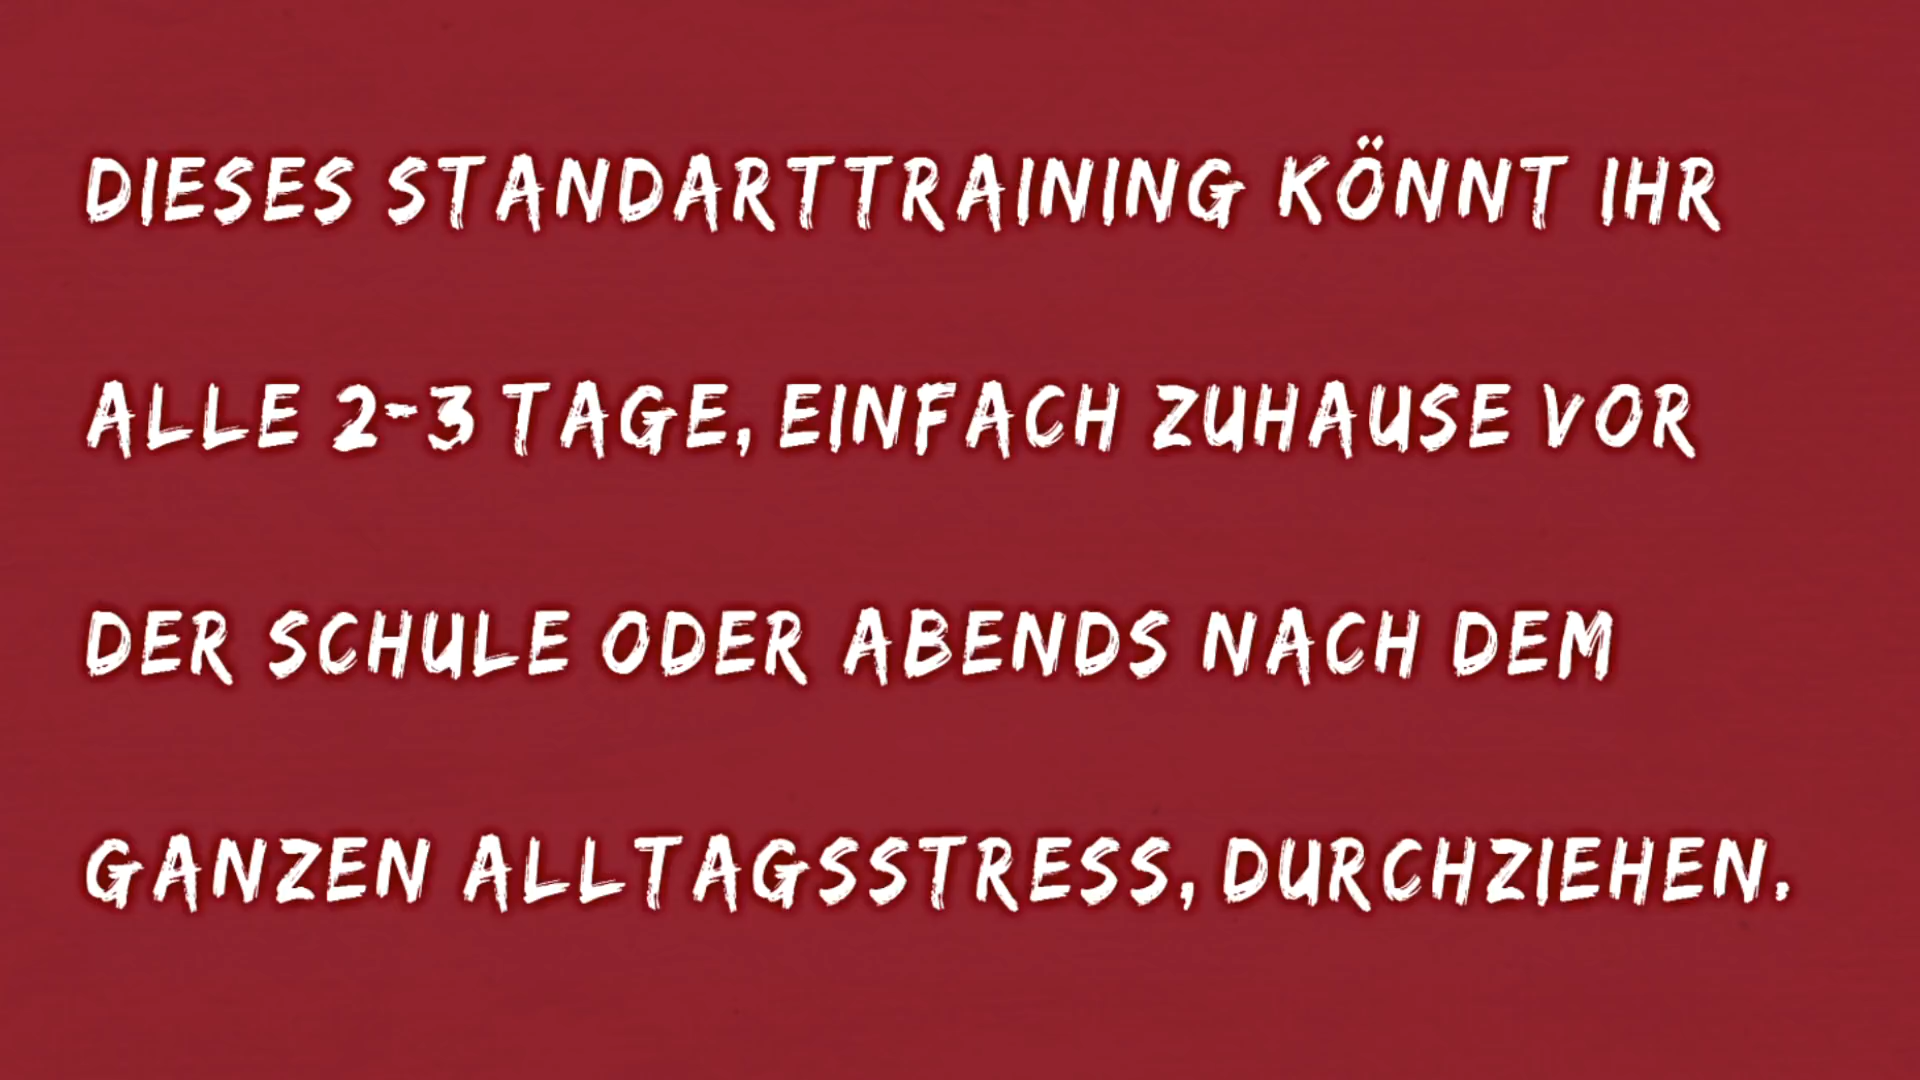 DIESES STANDARTTRAINING KÖNNT IHR
ALLE 2-3 TAGE, EINFACH ZUHAUSE VOR
DER SCHULE ODER ABENDS NACH DEM
GANZEN ALLTAGSSTRESS, DURCHZIEHEN.